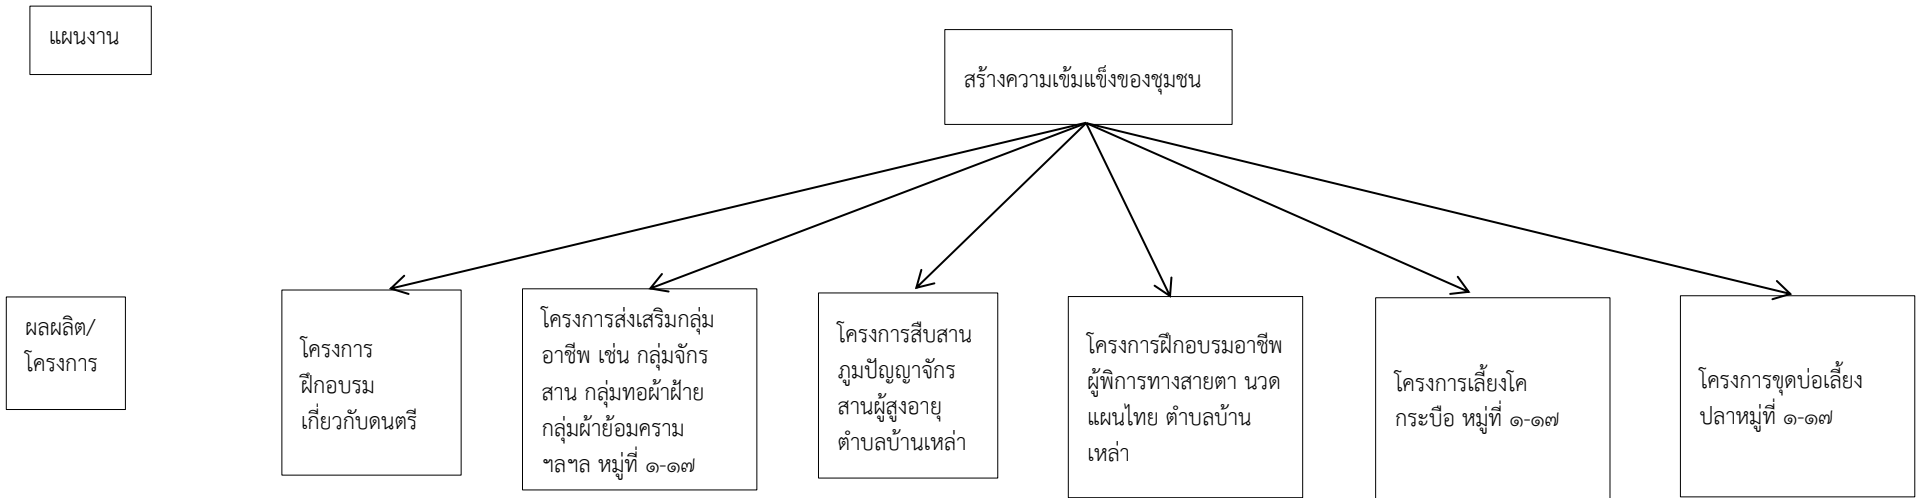 แผนงาน
สร้างความเข้มแข็งของชุมชน
ผลผลิต/
โครงการ
โครงการ
ฝึกอบรม
เกี่ยวกับดนตรี
โครงการส่งเสริมกลุ่ม
อาชีพ เช่น กลุ่มจักร
สาน กลุ่มทอผ้าฝ้าย
กลุ่มผ้าย้อมคราม
ฯลฯล หมู่ที่ ๑-๑๗
โครงการสืบสาน
ภูมปัญญาจักร
สานผู้สูงอายุ
ตำบลบ้านเหล่า
โครงการฝึกอบรมอาชีพ
ผู้พิการทางสายตา นวด
แผนไทย ตำบลบ้าน
เหล่า
โครงการเลี้ยงโค
กระบือ หมู่ที่ ๑-๑๗
โครงการขุดบ่อเลี้ยง
ปลาหมู่ที่ ๑-๑๗